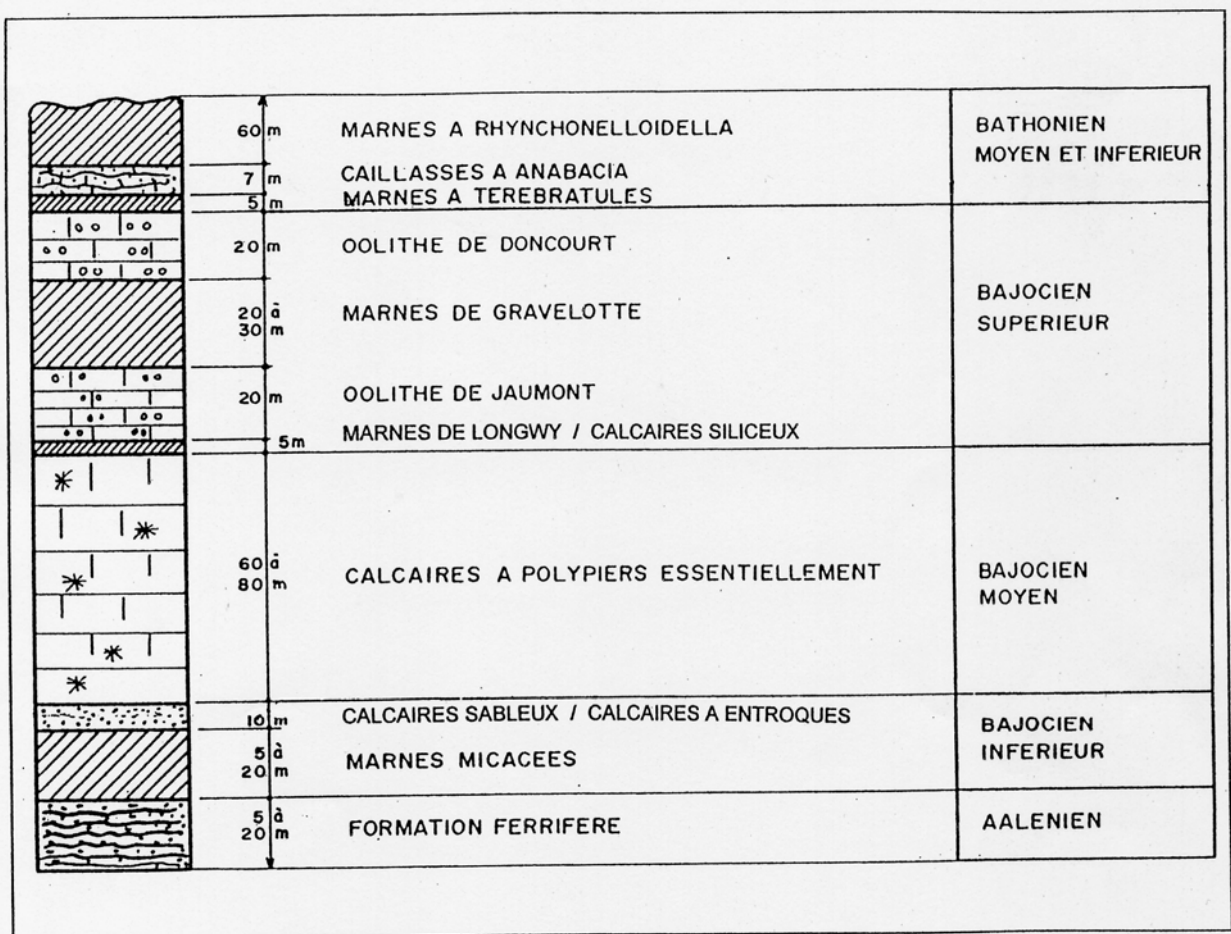 60 m MARNES A RHYNCHONELLOIDELLA
BATHONIEN
MOYEN ET INFERIEUR
7 m CAILLASSES A ANABACIA
5 m MARNES A TEREBRATULES
20 m OOLITHE DE DONCOURT
BAJOCIEN
SUPERIEUR
20 à
30 m MARNES DE GRAVELOTTE
20 m OOLITHE DE JAUMONT
5 m MARNES DE LONGWY / CALCAIRES SILICEUX
60 à
80 m CALCAIRES A POLYPIERS ESSENTIELLEMENT
BAJOCIEN
MOYEN
10 m CALCAIRES SABLEUX / CALCAIRES A ENTROQUES
BAJOCIEN
INFERIEUR
5 à
20 m MARNES MICACEES
5 à
20 m FORMATION FERRIFERE
AALENIEN